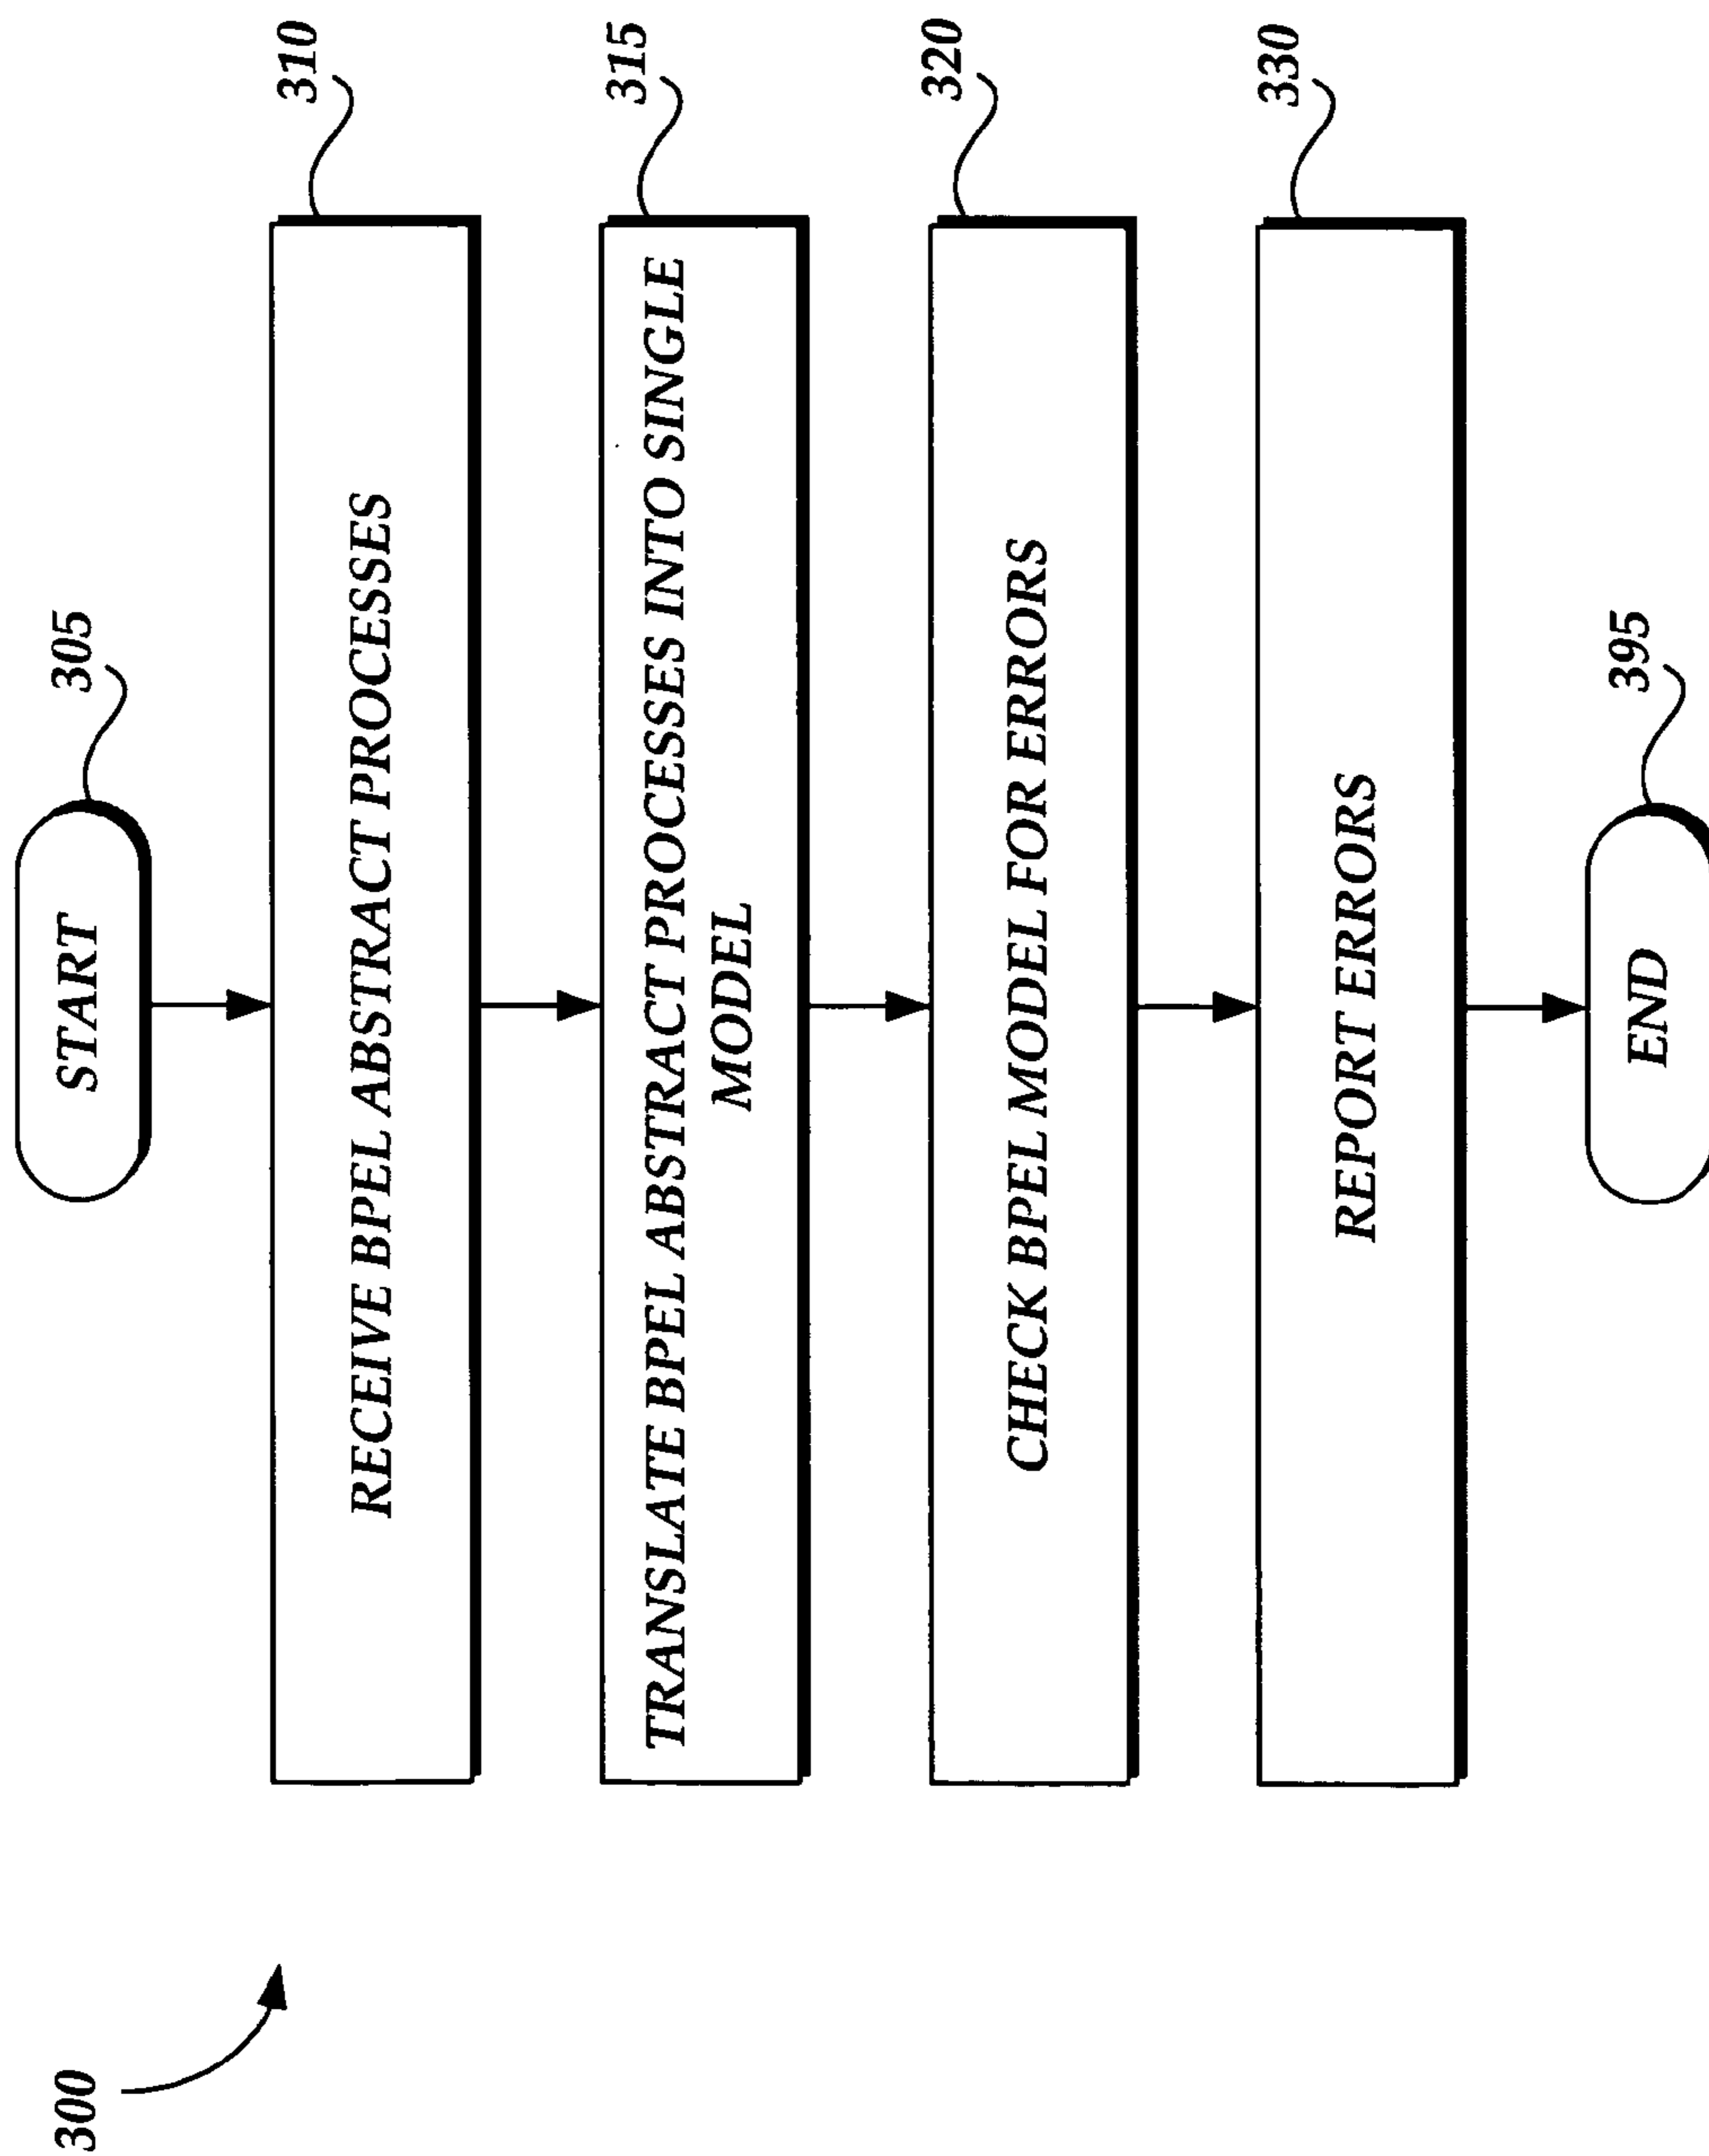 300
START
305
RECEIVE BPEL ABSTRACT PROCESSES
310
TRANSLATE BPEL ABSTRACT PROCESSES INTO SINGLE
MODEL
315
CHECK BPEL MODEL FOR ERRORS
320
REPORT ERRORS
330
END
395